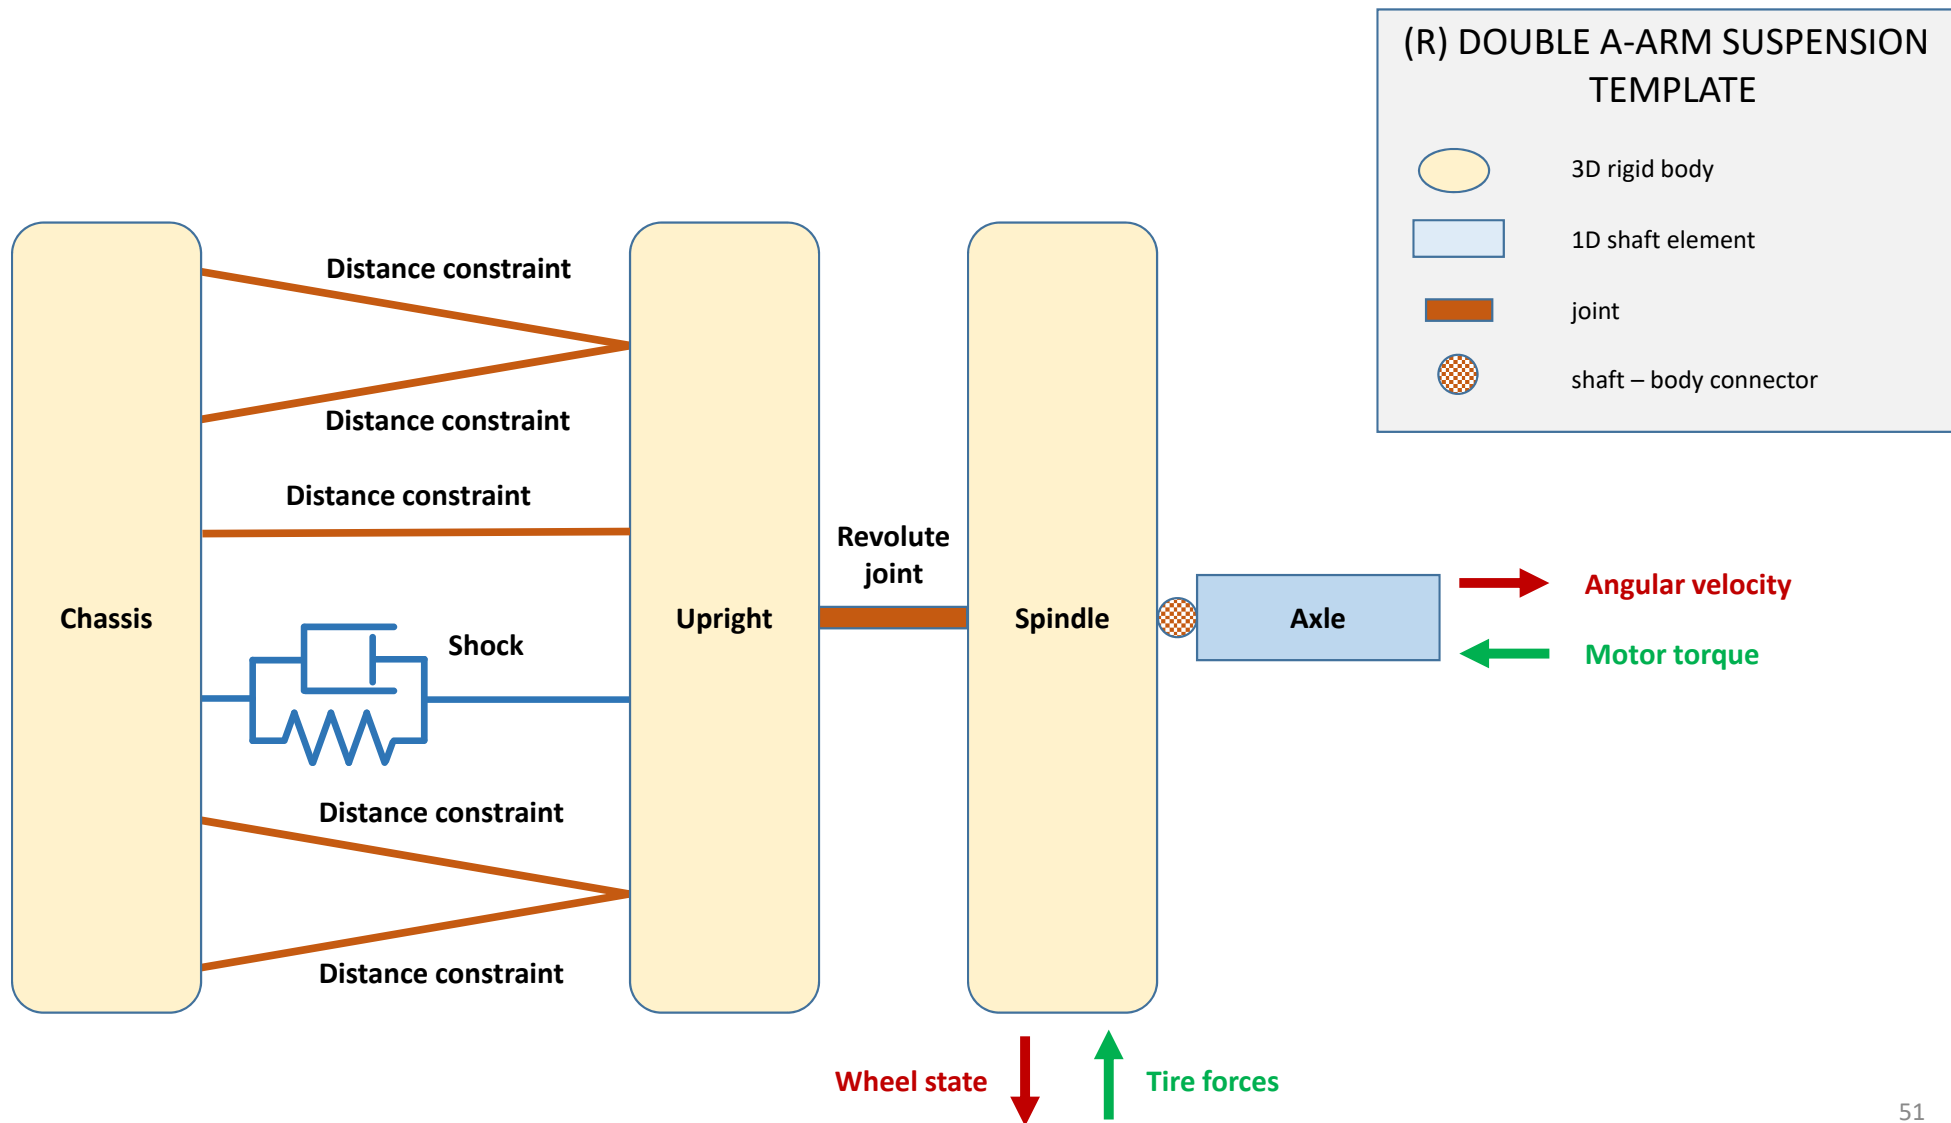 (R) DOUBLE A-ARM SUSPENSION
TEMPLATE
3D rigid body
1D shaft element
joint
shaft – body connector
Distance constraint
Distance constraint
Distance constraint
Revolute
joint
Chassis
Shock
Upright
Spindle
Axle
Angular velocity
Motor torque
Distance constraint
Distance constraint
Wheel state
Tire forces
51